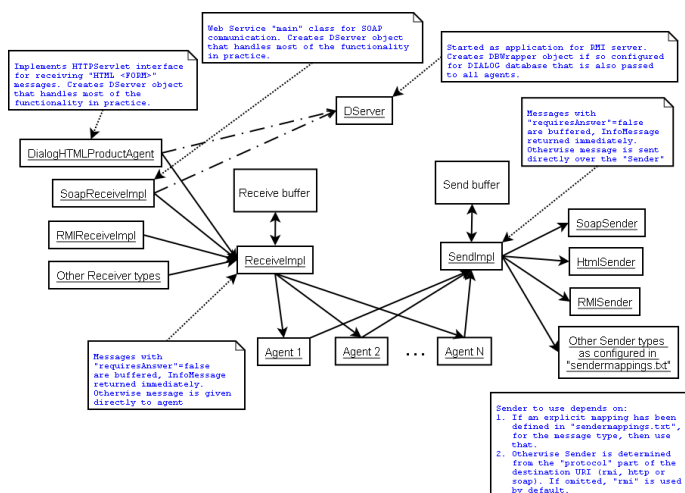 Web Service "main" class for SOAP
communication. Creates DServer object
that handles most of the functionality
in practice.
Started as application for RMI server.
Creates DBWrapper object if so configured
for DIALOG database that is also passed
to all agents.
Implements HTTPServlet interface
for receiving "HTML <FORM>"
messages. Creates DServer object
that handles most of the
functionality in practice.
Messages with
"requiresAnswer"=false
are buffered, InfoMessage
returned immediately.
Otherwise message is sent
directly over the "Sender"
DServer
DialogHTMLProductAgent
SoapReceiveImpl
RMIReceiveImpl
Other Receiver types
Receive buffer
ReceiveImpl
Send buffer
SendImpl
SoapSender
HtmlSender
RMISender
Other Sender types
as configured in
"sendermappings.txt"
Agent 1
Agent 2
...
Agent N
Messages with
"requiresAnswer"=false
are buffered, InfoMessage
returned immediately.
Otherwise message is given
directly to agent
Sender to use depends on:
1. If an explicit mapping has been
defined in "sendermappings.txt",
for the message type, then use
that.
2. Otherwise Sender is determined
from the "protocol" part of the
destination URI (rmi, http or
soap). If omitted, "rmi" is used
by default.